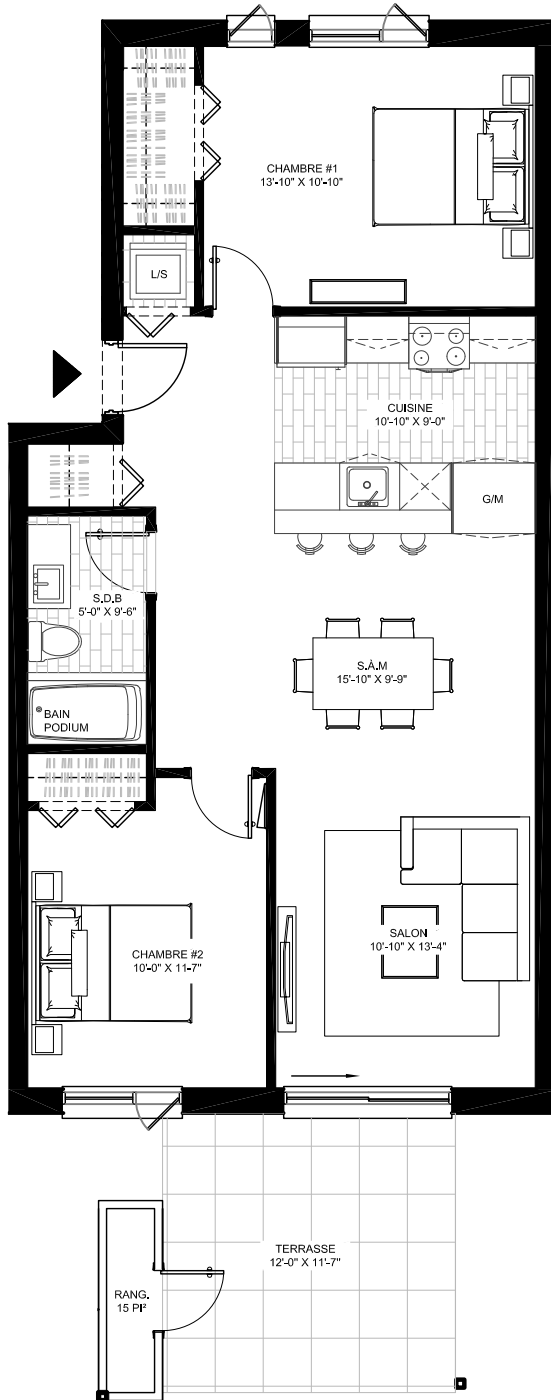 CHAMBRE #1
13'-10" X 10'-10"
L/S
CUISINE
10'-10" X 9'-0"
G/M
S.D.B
5'-0" X 9'-6"
S.À.M
15'-10" X 9'-9"
BAIN
PODIUM
SALON
10'-10" X 13'-4"
CHAMBRE #2
10'-0" X 11'-7"
TERRASSE
12'-0" X 11'-7"
RANG.
15 PI²